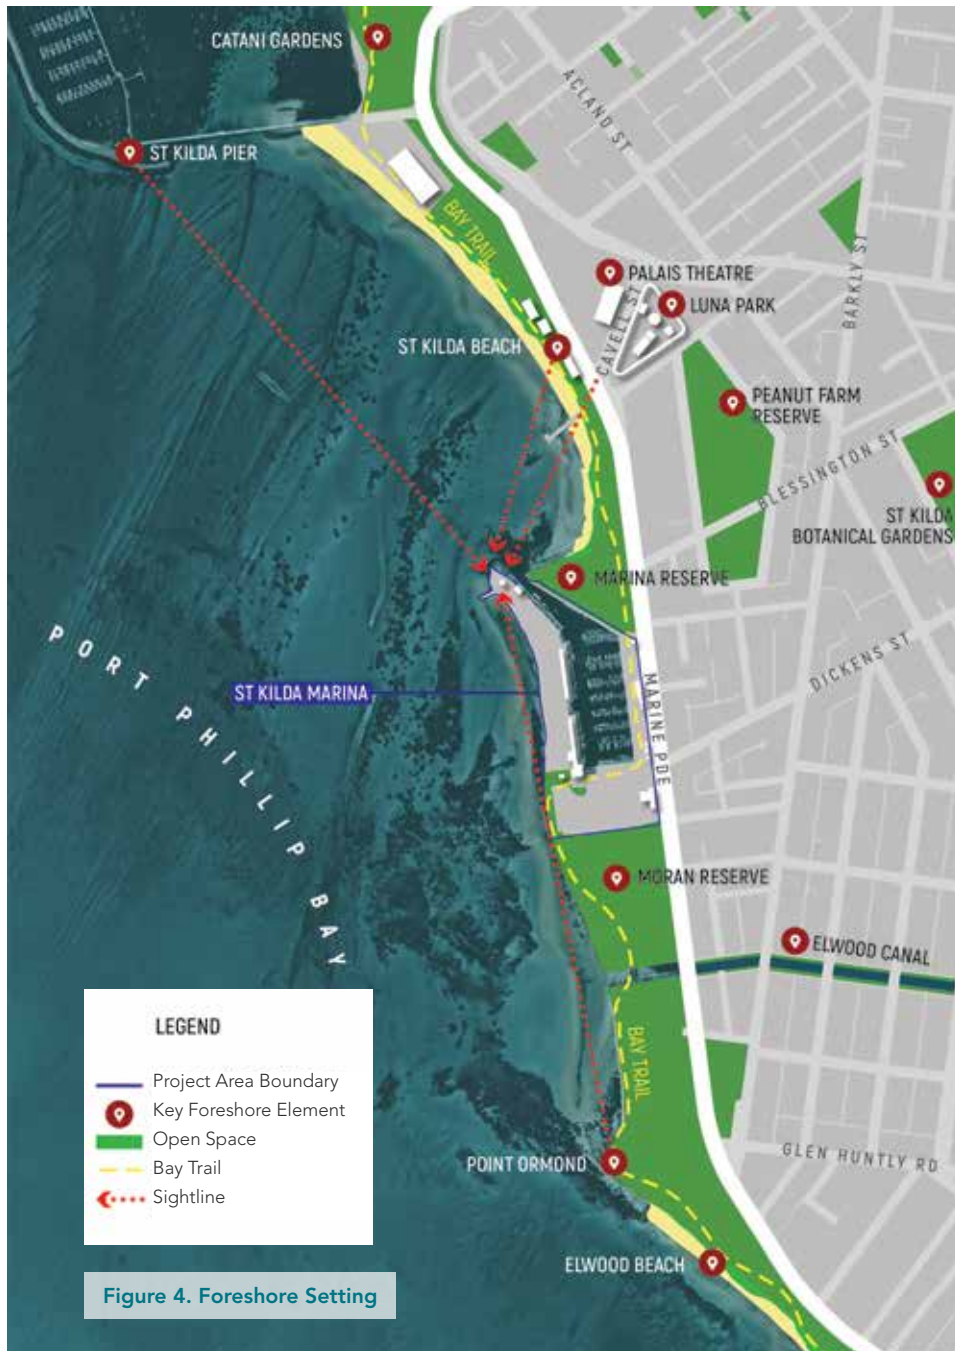 CATANI GARDENS
ACLAND ST
ST KILDA PIER
BAY TRAIL
BARKLY ST
PALAIS THEATRE
LUNA PARK
CAVELL ST
ST KILDA BEACH
PEANUT FARM
RESERVE
BLESSINGTON ST
ST KILDA
BOTANICAL GARDENS
MARINA RESERVE
PORT PHILLIP BAY
DICKENS ST
ST KILDA MARINA
MARINE PDE
MORAN RESERVE
ELWOOD CANAL
BAY TRAIL
GLEN HUNTLY RD
POINT ORMOND
ELWOOD BEACH
LEGEND
Project Area Boundary
Key Foreshore Element
Open Space
Bay Trail
Sightline
Figure 4. Foreshore Setting